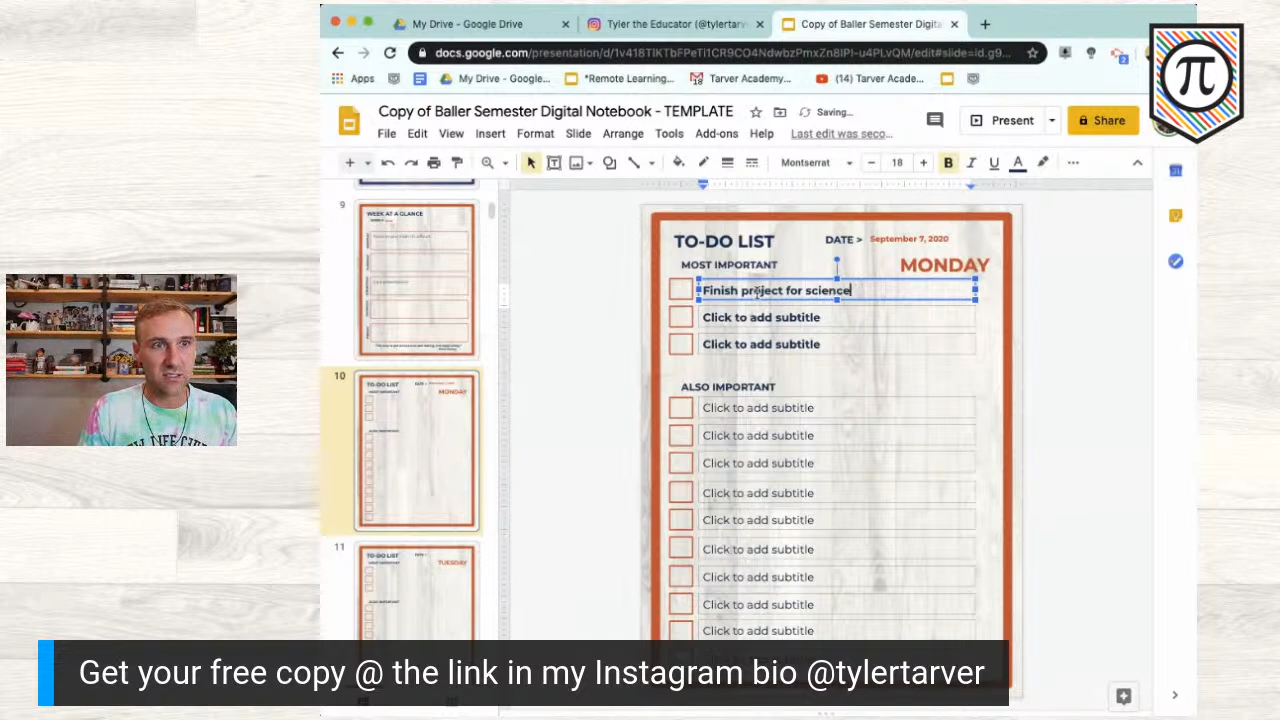 My Drive - Google Drive
Tyler the Educator (@tylertarv
Copy of Baller Semester Digita
docs.google.com/presentation/d/1v418TIKTbFPeTi1CR9CO4NdwbzPmxZn8IPI-u4PLvQM/edit#slide=id.g9...
Apps
My Drive - Google...
*Remote Learning...
Tarver Academy...
(14) Tarver Acade...
Copy of Baller Semester Digital Notebook - TEMPLATE
Saving...
Present
Share
File Edit View Insert Format Slide Arrange Tools Add-ons Help Last edit was seco...
Montserrat
18
B I U A
9
WEEK AT A GLANCE
10
TO-DO LIST
DATE >
MONDAY
11
TO-DO LIST
DATE >
TUESDAY
TO-DO LIST
DATE > September 7, 2020
MOST IMPORTANT
MONDAY
Finish project for science
Click to add subtitle
Click to add subtitle
ALSO IMPORTANT
Click to add subtitle
Click to add subtitle
Click to add subtitle
Click to add subtitle
Click to add subtitle
Click to add subtitle
Click to add subtitle
Click to add subtitle
Click to add subtitle
Get your free copy @ the link in my Instagram bio @tylertarver
π